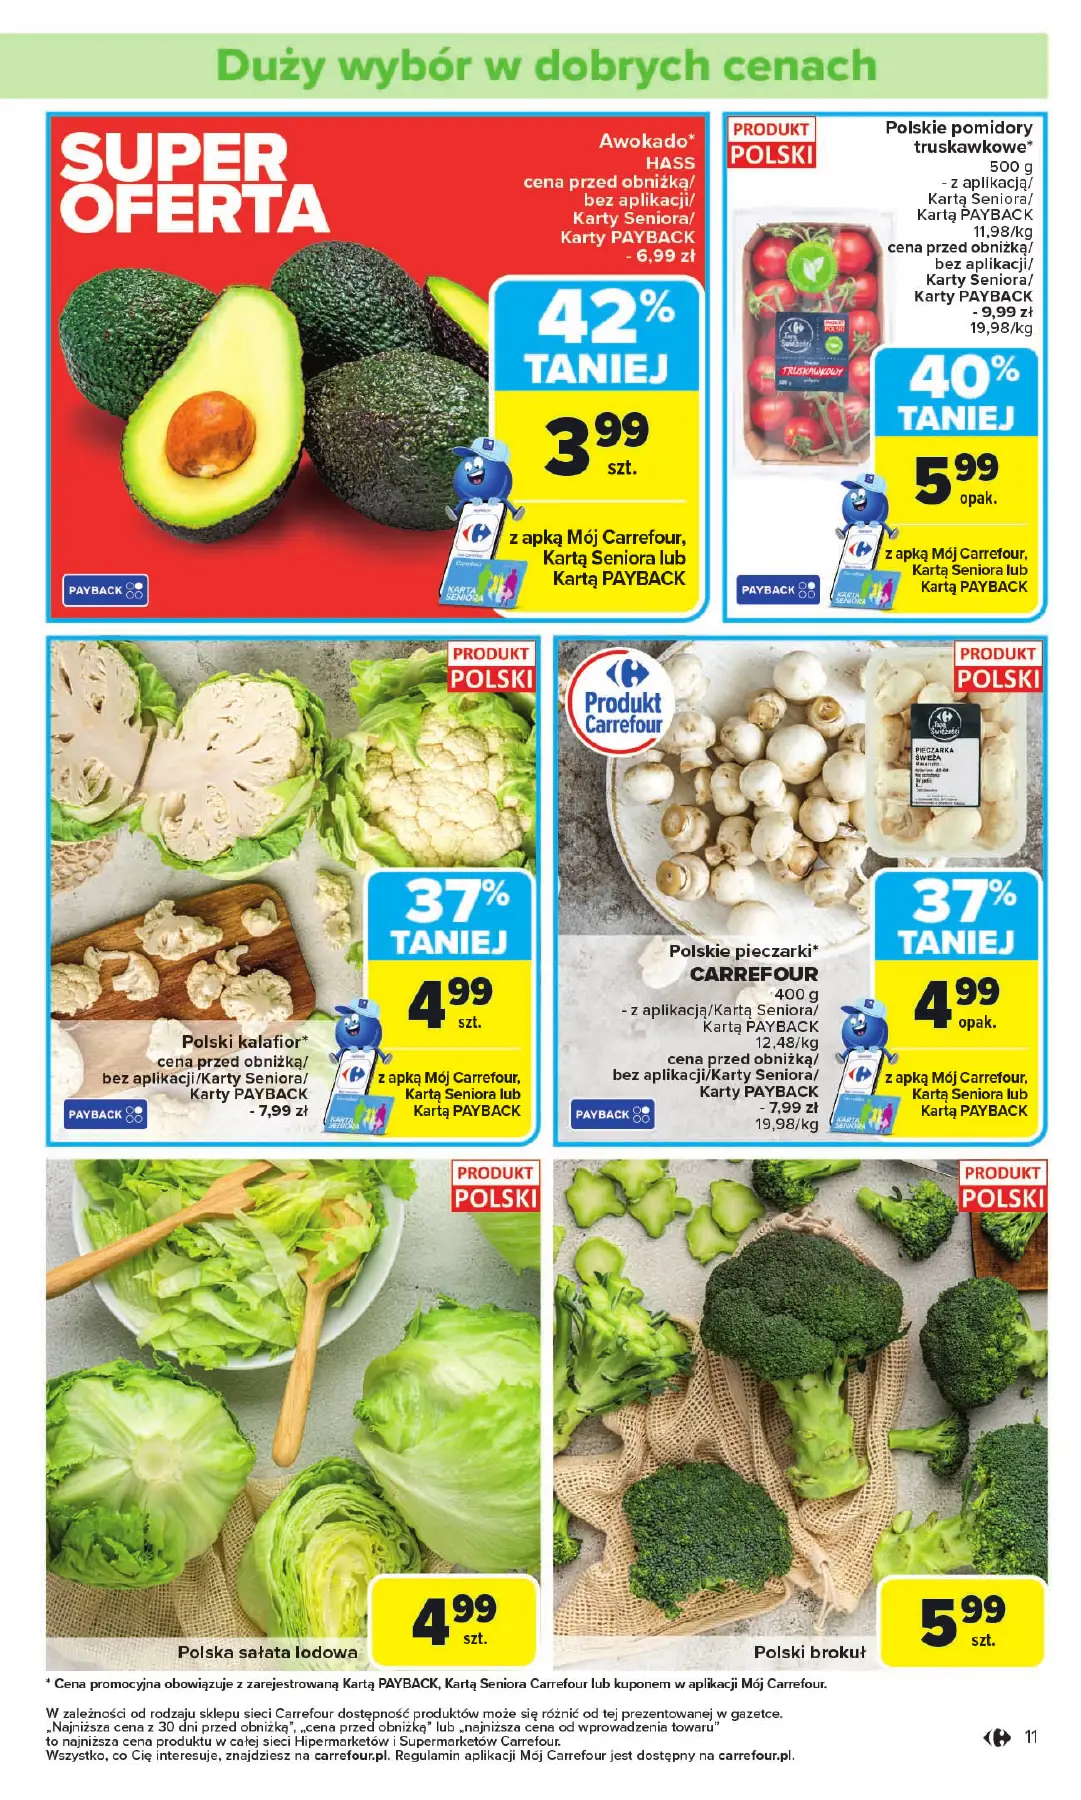 Duży wybór w dobrych cenach
SUPER
OFERTA
Awokado*
HASS
cena przed obniżką/
bez aplikacji/
Karty Seniora/
Karty PAYBACK
- 6,99 zł
42%
TANIEJ
3 99
szt.
z apką Mój Carrefour,
Kartą Seniora lub
Kartą PAYBACK
PAYBACK
KARTA
SENIORA
PRODUKT
POLSKI
Polskie pomidory
truskawkowe*
500 g
- z aplikacją/
Kartą Seniora/
Kartą PAYBACK
11,98/kg
cena przed obniżką/
bez aplikacji/
Karty Seniora/
Karty PAYBACK
- 9,99 zł
19,98/kg
TRUSKAWKOWY
40%
TANIEJ
5 99
opak.
z apką Mój Carrefour,
Kartą Seniora lub
Kartą PAYBACK
PAYBACK
KARTA
SENIORA
PRODUKT
POLSKI
37%
TANIEJ
4 99
szt.
Polski kalafior*
cena przed obniżką/
bez aplikacji/Karty Seniora/
Karty PAYBACK
- 7,99 zł
z apką Mój Carrefour,
Kartą Seniora lub
Kartą PAYBACK
PAYBACK
KARTA
SENIORA
Produkt
Carrefour
PRODUKT
POLSKI
PIECZARKA
ŚWIEŻA
37%
TANIEJ
4 99
opak.
Polskie pieczarki*
CARREFOUR
400 g
- z aplikacją/Kartą Seniora/
Kartą PAYBACK
12,48/kg
cena przed obniżką/
bez aplikacji/Karty Seniora/
Karty PAYBACK
- 7,99 zł
19,98/kg
z apką Mój Carrefour,
Kartą Seniora lub
Kartą PAYBACK
PAYBACK
KARTA
SENIORA
PRODUKT
POLSKI
Polska sałata lodowa
4 99
szt.
PRODUKT
POLSKI
Polski brokuł
5 99
szt.
* Cena promocyjna obowiązuje z zarejestrowaną Kartą PAYBACK, Kartą Seniora Carrefour lub kuponem w aplikacji Mój Carrefour.
W zależności od rodzaju sklepu sieci Carrefour dostępność produktów może się różnić od tej prezentowanej w gazetce.
„Najniższa cena z 30 dni przed obniżką”, „cena przed obniżką” lub „najniższa cena od wprowadzenia towaru”
to najniższa cena produktu w całej sieci Hipermarketów i Supermarketów Carrefour.
Wszystko, co Cię interesuje, znajdziesz na carrefour.pl. Regulamin aplikacji Mój Carrefour jest dostępny na carrefour.pl.
11